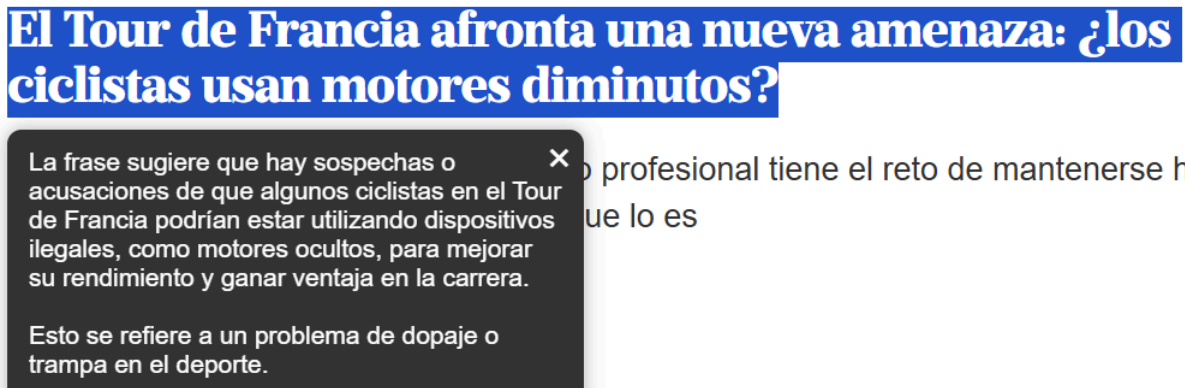 El Tour de Francia afronta una nueva amenaza: ¿los
ciclistas usan motores diminutos?
La frase sugiere que hay sospechas o
acusaciones de que algunos ciclistas en el Tour
de Francia podrían estar utilizando dispositivos
ilegales, como motores ocultos, para mejorar
su rendimiento y ganar ventaja en la carrera.
Esto se refiere a un problema de dopaje o
trampa en el deporte.
profesional tiene el reto de mantenerse
lo es